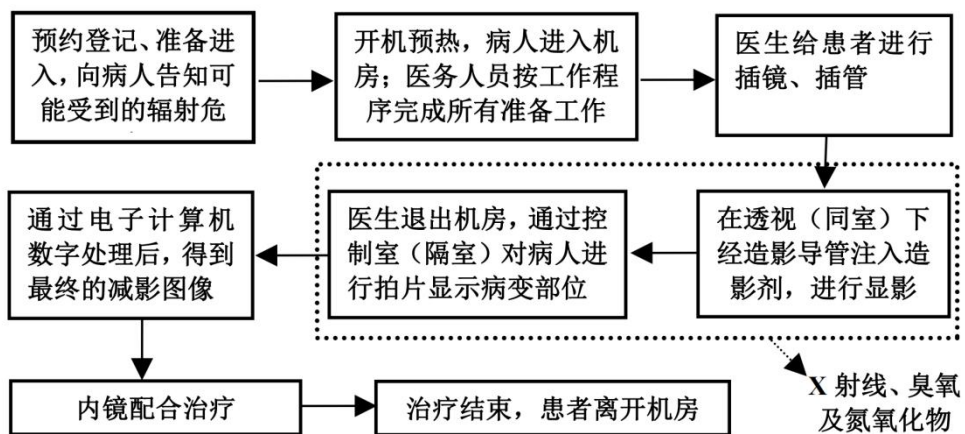 预约登记、准备进
入，向病人告知可
能受到的辐射危
开机预热，病人进入机
房；医务人员按工作程
序完成所有准备工作
医生给患者进行
插镜、插管
在透视（同室）下
经造影导管注入造
影剂，进行显影
医生退出机房，通过控
制室（隔室）对病人进
行拍片显示病变部位
通过电子计算机
数字处理后，得到
最终的减影图像
X 射线、臭氧
及氮氧化物
内镜配合治疗
治疗结束，患者离开机房